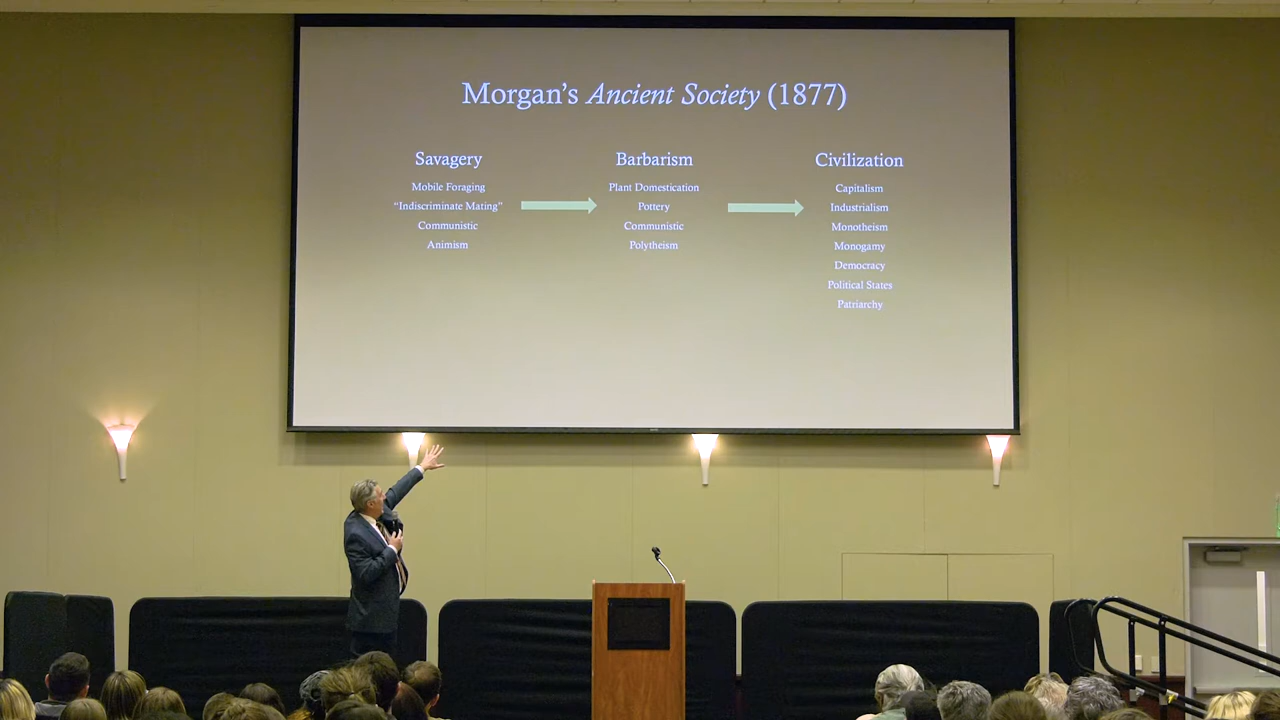 Morgan's Ancient Society (1877)
Savagery
Mobile Foraging
“Indiscriminate Mating”
Communistic
Animism
Barbarism
Plant Domestication
Pottery
Communistic
Polytheism
Civilization
Capitalism
Industrialism
Monotheism
Monogamy
Democracy
Political States
Patriarchy